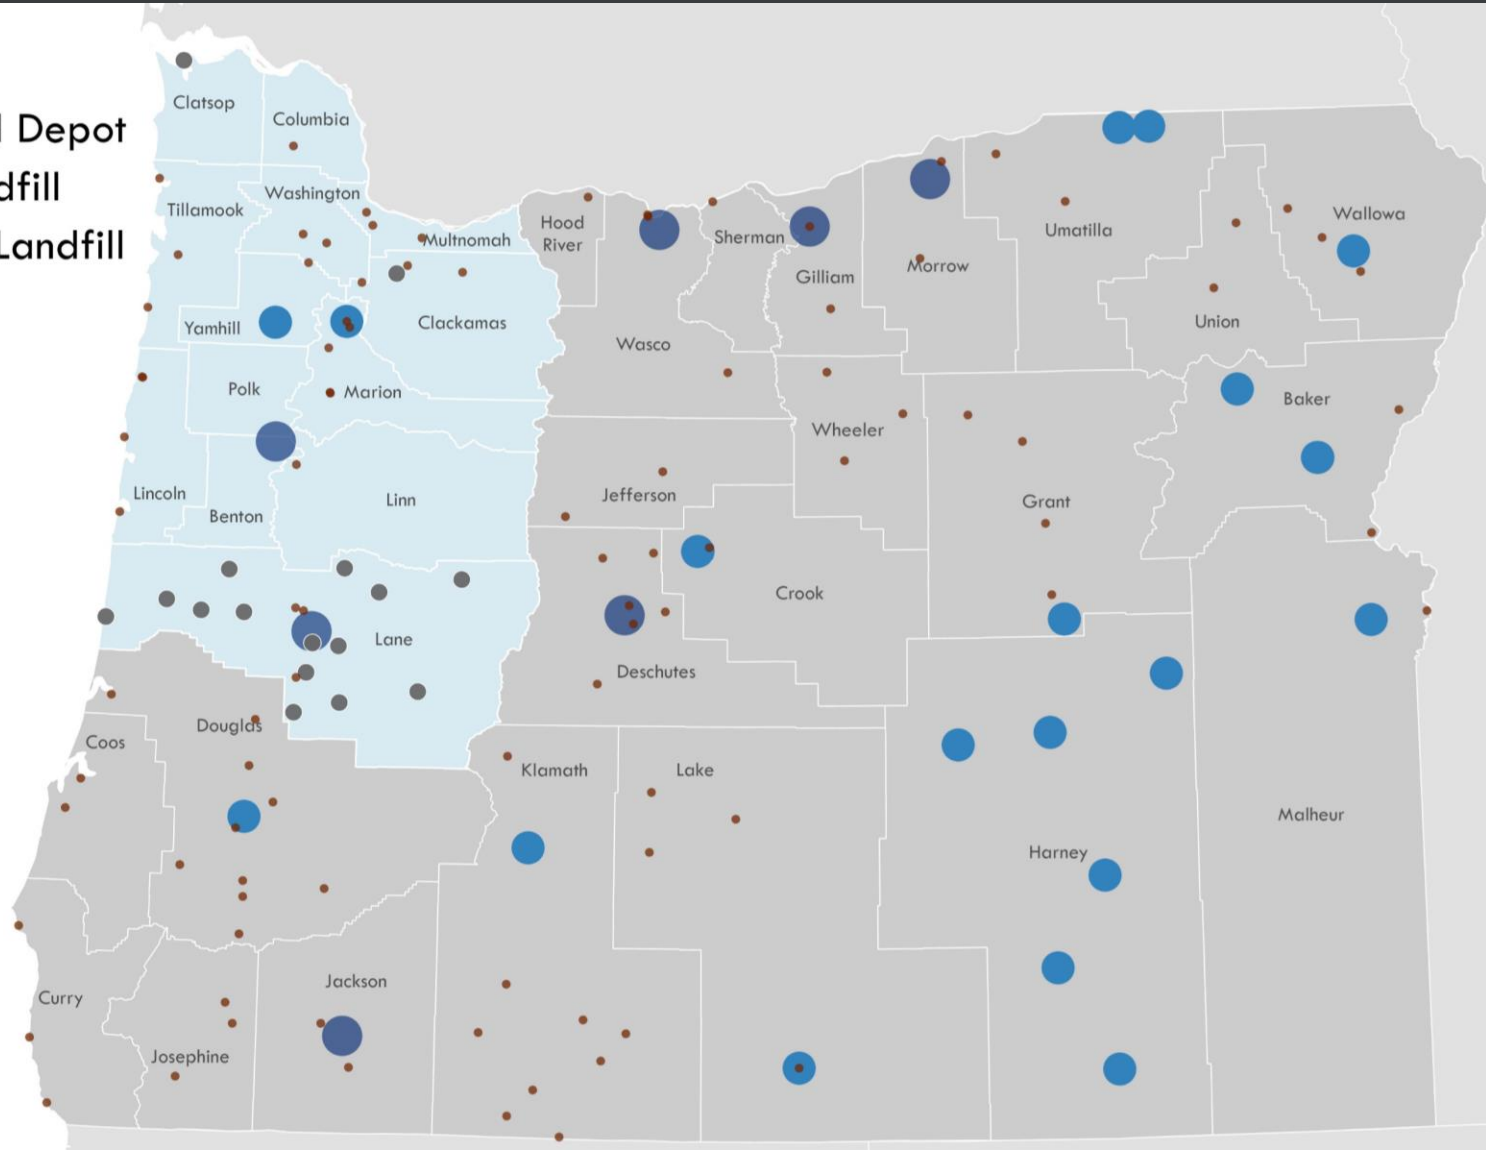 Depot
dfill
Landfill
Clatsop
Columbia
Washington
Tillamook
Multnomah
Hood
River
Sherman
Gilliam
Morrow
Umatilla
Wallowa
Union
Yamhill
Clackamas
Wasco
Polk
Marion
Wheeler
Baker
Lincoln
Benton
Linn
Jefferson
Grant
Crook
Lane
Deschutes
Douglas
Coos
Klamath
Lake
Malheur
Harney
Jackson
Curry
Josephine